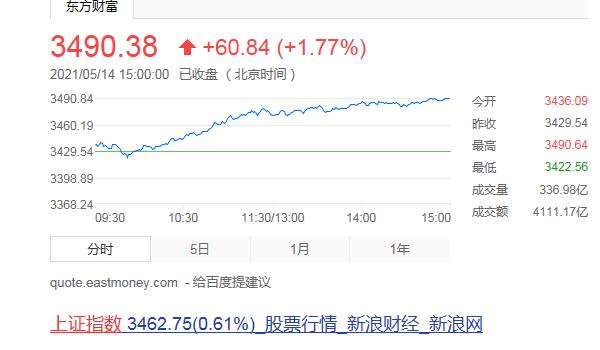 东方财富
3490.38 +60.84 (+1.77%)
2021/05/14 15:00:00 已收盘 (北京时间)
3490.84
3460.19
3429.54
3398.89
3368.24
09:30 10:30 11:30/13:00 14:00 15:00
今开 3436.09
昨收 3429.54
最高 3490.64
最低 3422.56
成交量 336.98亿
成交额 4111.17亿
分时 5日 1月 1年
quote.eastmoney.com - 给百度提建议
上证指数 3462.75(0.61%)_股票行情_新浪财经_新浪网